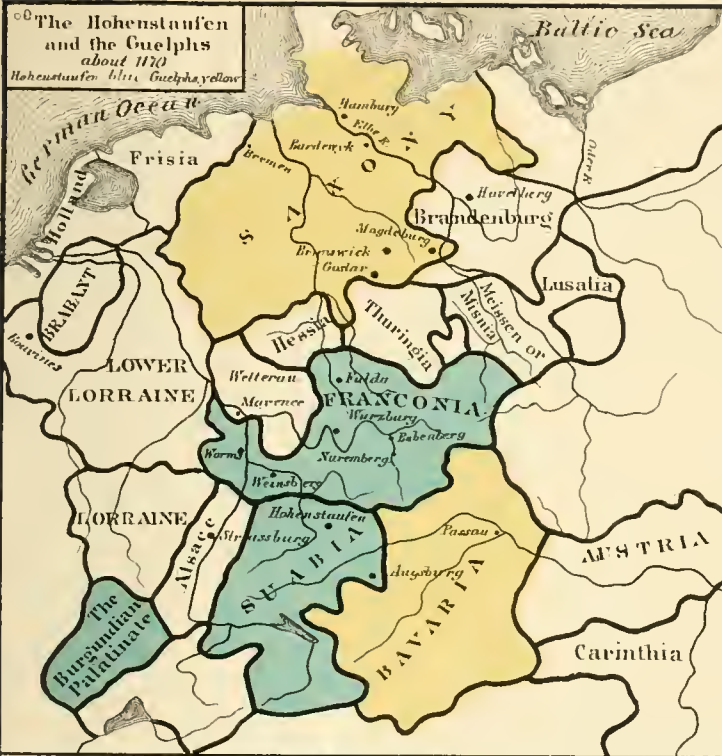 The Hohenstaufen
and the Guelphs
about 1170
Hohenstaufen blue Guelphs, yellow
Baltic Sea
German Ocean
Frisia
Holland
Hamburg
Elbe R.
Bardewyk
Bremen
SAXONY
Oder R.
Havelberg
Brandenburg
Magdeburg
Brunswick
Goslar
BRABANT
Bouvines
LOWER
LORRAINE
Hessia
Thuringia
Meissen or
Misnia
Lusatia
Wetterau
Mayence
Fulda
FRANCONIA
Wurzburg
Babenberg
Nuremberg
Worms
Weinsberg
LORRAINE
Alsace
Strassburg
Hohenstaufen
SUABIA
Passau
Augsburg
BAVARIA
AUSTRIA
Carinthia
The
Burgundian
Palatinate